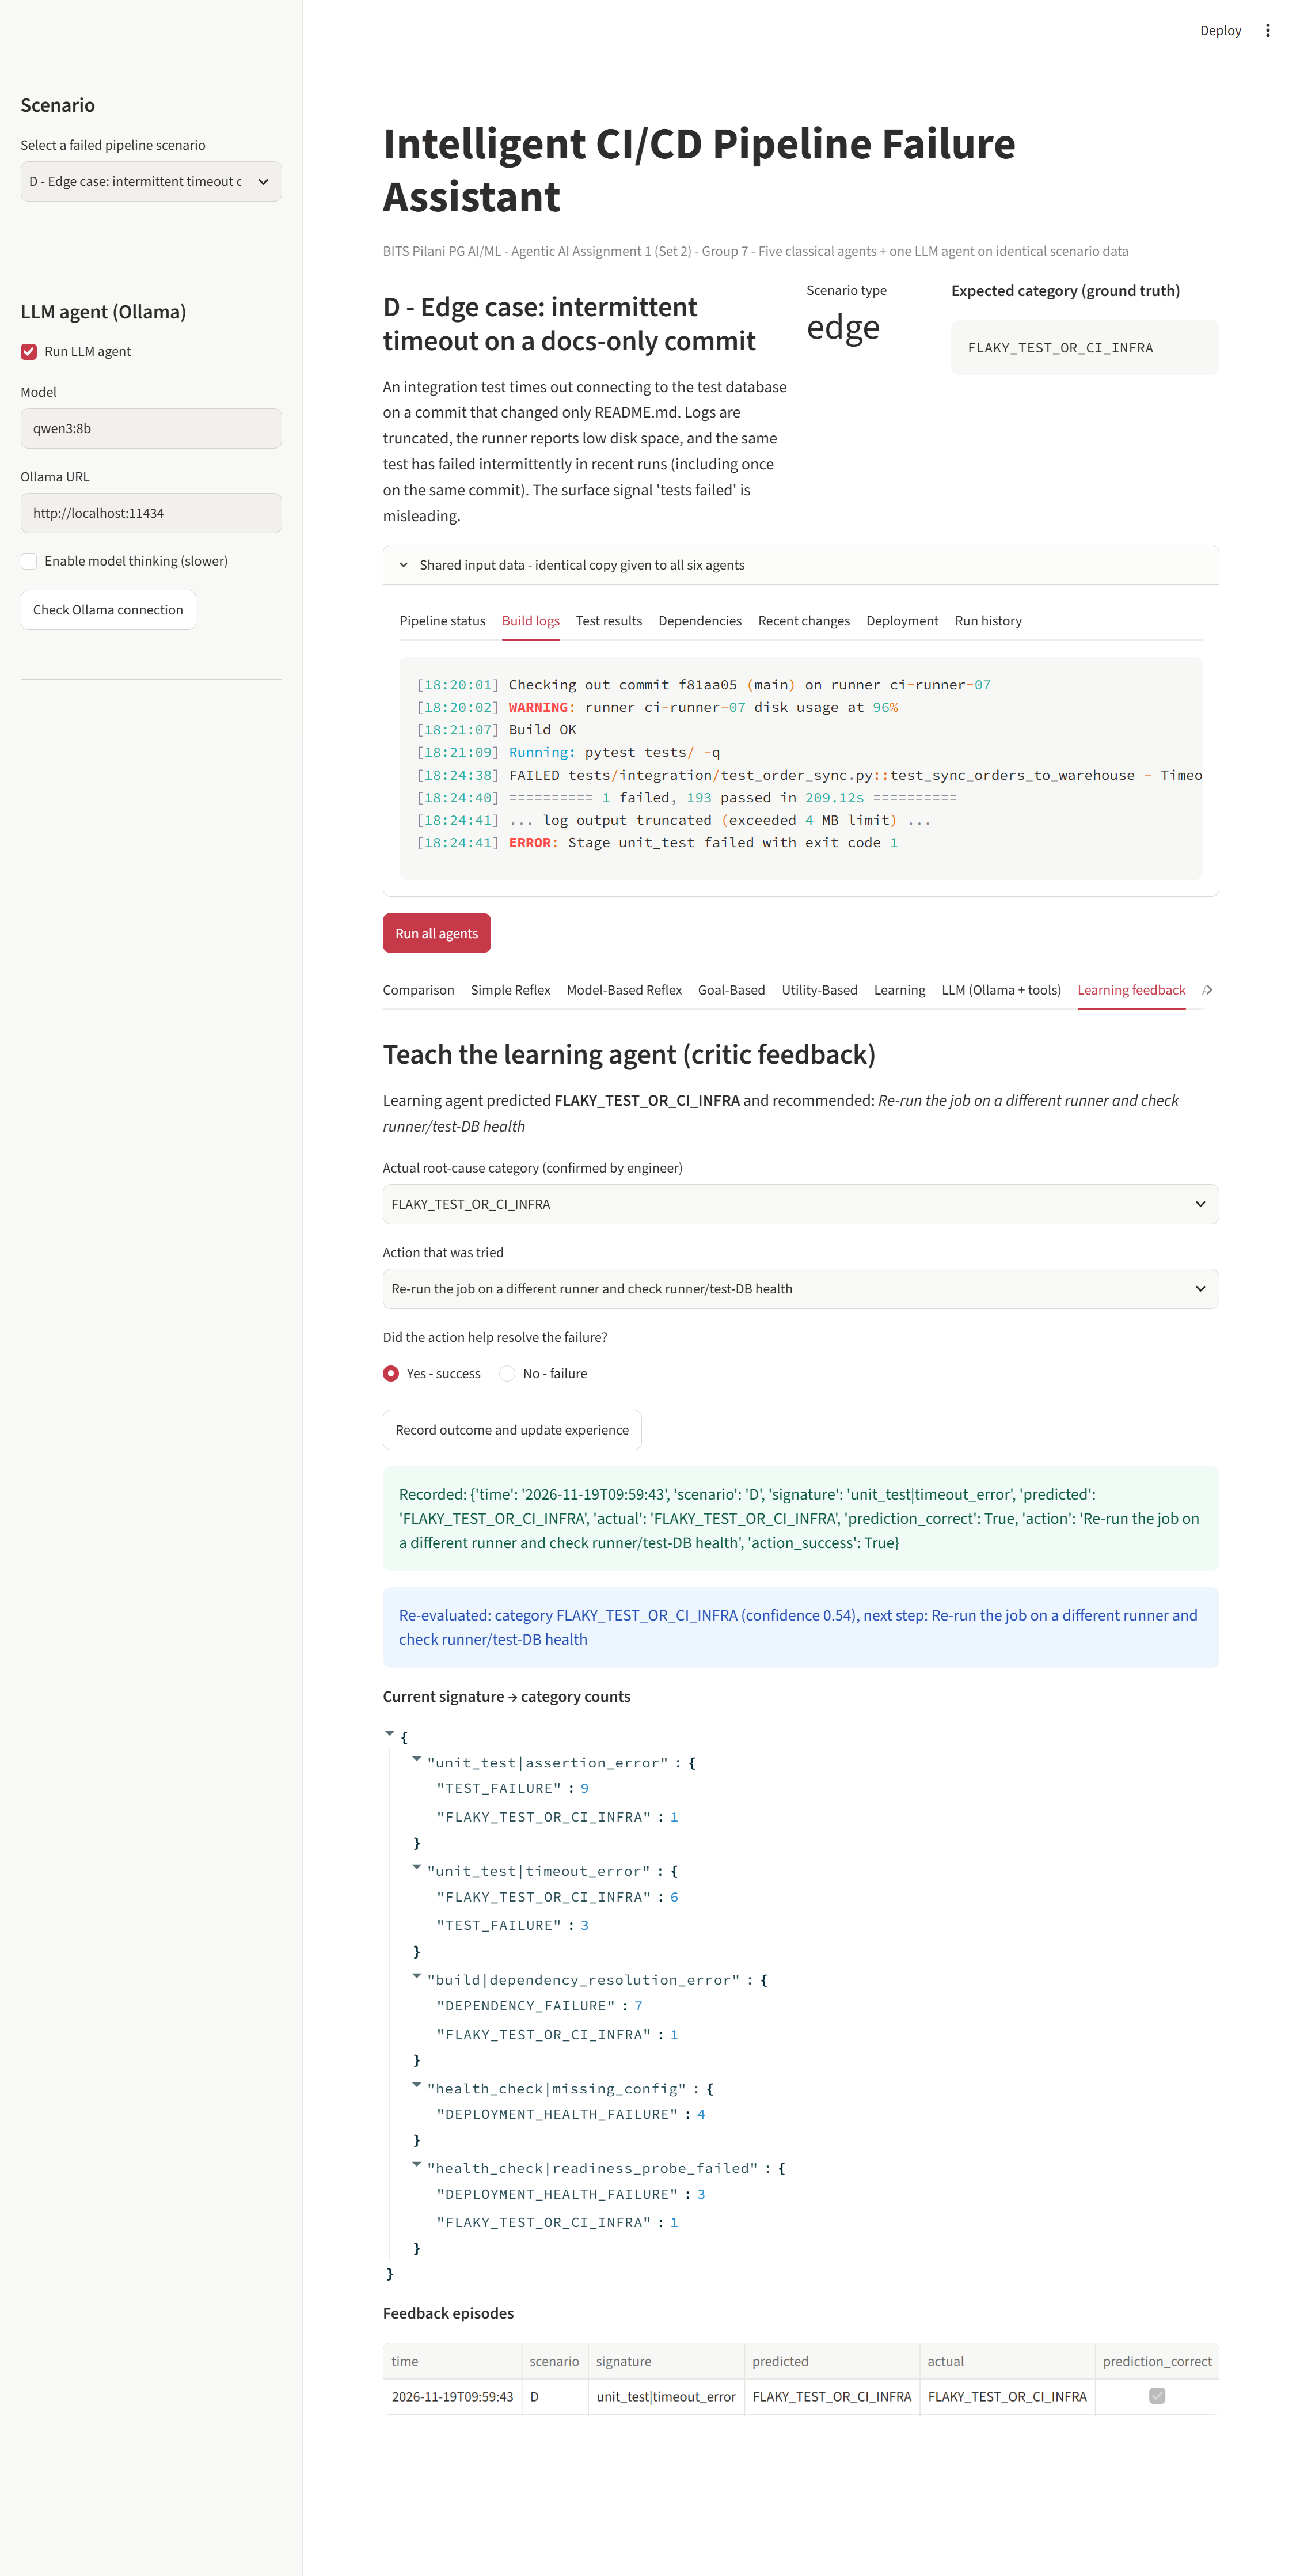 Deploy
Scenario
Select a failed pipeline scenario
D - Edge case: intermittent timeout c
LLM agent (Ollama)
Run LLM agent
Model
qwen3:8b
Ollama URL
http://localhost:11434
Enable model thinking (slower)
Check Ollama connection
Intelligent CI/CD Pipeline Failure
Assistant
BITS Pilani PG AI/ML - Agentic AI Assignment 1 (Set 2) - Group 7 - Five classical agents + one LLM agent on identical scenario data
D - Edge case: intermittent
timeout on a docs-only commit
An integration test times out connecting to the test database
on a commit that changed only README.md. Logs are
truncated, the runner reports low disk space, and the same
test has failed intermittently in recent runs (including once
on the same commit). The surface signal 'tests failed' is
misleading.
Scenario type
edge
Expected category (ground truth)
FLAKY_TEST_OR_CI_INFRA
Shared input data - identical copy given to all six agents
Pipeline status Build logs Test results Dependencies Recent changes Deployment Run history
[18:20:01] Checking out commit f81aa05 (main) on runner ci-runner-07
[18:20:02] WARNING: runner ci-runner-07 disk usage at 96%
[18:21:07] Build OK
[18:21:09] Running: pytest tests/ -q
[18:24:38] FAILED tests/integration/test_order_sync.py::test_sync_orders_to_warehouse - Timeo
[18:24:40] ========== 1 failed, 193 passed in 209.12s ==========
[18:24:41] ... log output truncated (exceeded 4 MB limit) ...
[18:24:41] ERROR: Stage unit_test failed with exit code 1
Run all agents
Comparison Simple Reflex Model-Based Reflex Goal-Based Utility-Based Learning LLM (Ollama + tools) Learning feedback
Teach the learning agent (critic feedback)
Learning agent predicted FLAKY_TEST_OR_CI_INFRA and recommended: Re-run the job on a different runner and check
runner/test-DB health
Actual root-cause category (confirmed by engineer)
FLAKY_TEST_OR_CI_INFRA
Action that was tried
Re-run the job on a different runner and check runner/test-DB health
Did the action help resolve the failure?
Yes - success No - failure
Record outcome and update experience
Recorded: {'time': '2026-11-19T09:59:43', 'scenario': 'D', 'signature': 'unit_test|timeout_error', 'predicted':
'FLAKY_TEST_OR_CI_INFRA', 'actual': 'FLAKY_TEST_OR_CI_INFRA', 'prediction_correct': True, 'action': 'Re-run the job on
a different runner and check runner/test-DB health', 'action_success': True}
Re-evaluated: category FLAKY_TEST_OR_CI_INFRA (confidence 0.54), next step: Re-run the job on a different runner and
check runner/test-DB health
Current signature → category counts
{
"unit_test|assertion_error" : {
"TEST_FAILURE" : 9
"FLAKY_TEST_OR_CI_INFRA" : 1
}
"unit_test|timeout_error" : {
"FLAKY_TEST_OR_CI_INFRA" : 6
"TEST_FAILURE" : 3
}
"build|dependency_resolution_error" : {
"DEPENDENCY_FAILURE" : 7
"FLAKY_TEST_OR_CI_INFRA" : 1
}
"health_check|missing_config" : {
"DEPLOYMENT_HEALTH_FAILURE" : 4
}
"health_check|readiness_probe_failed" : {
"DEPLOYMENT_HEALTH_FAILURE" : 3
"FLAKY_TEST_OR_CI_INFRA" : 1
}
}
Feedback episodes
time scenario signature predicted actual prediction_correct
2026-11-19T09:59:43 D unit_test|timeout_error FLAKY_TEST_OR_CI_INFRA FLAKY_TEST_OR_CI_INFRA